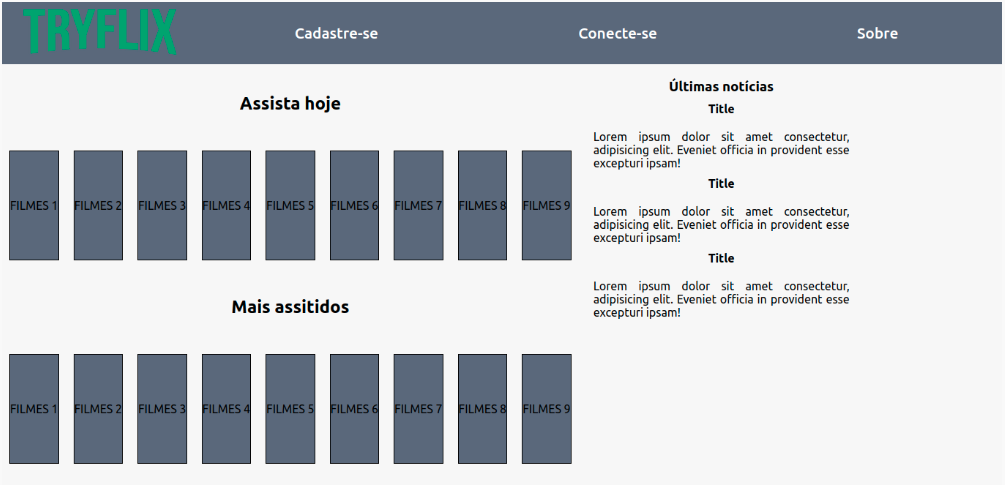 TRYFLIX
Cadastre-se
Conecte-se
Sobre
Assista hoje
FILMES 1
FILMES 2
FILMES 3
FILMES 4
FILMES 5
FILMES 6
FILMES 7
FILMES 8
FILMES 9
Mais assitidos
FILMES 1
FILMES 2
FILMES 3
FILMES 4
FILMES 5
FILMES 6
FILMES 7
FILMES 8
FILMES 9
Últimas notícias
Title
Lorem ipsum dolor sit amet consectetur,
adipisicing elit. Eveniet officia in provident esse
excepturi ipsam!
Title
Lorem ipsum dolor sit amet consectetur,
adipisicing elit. Eveniet officia in provident esse
excepturi ipsam!
Title
Lorem ipsum dolor sit amet consectetur,
adipisicing elit. Eveniet officia in provident esse
excepturi ipsam!